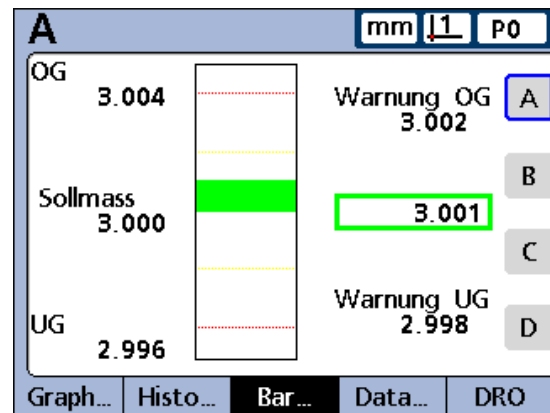 A
mm 1 P0
OG
3.004
Warnung OG
3.002
A
B
Sollmass
3.000
3.001
C
Warnung UG
2.998
UG
2.996
D
Graph... Histo... Bar... Data... DRO